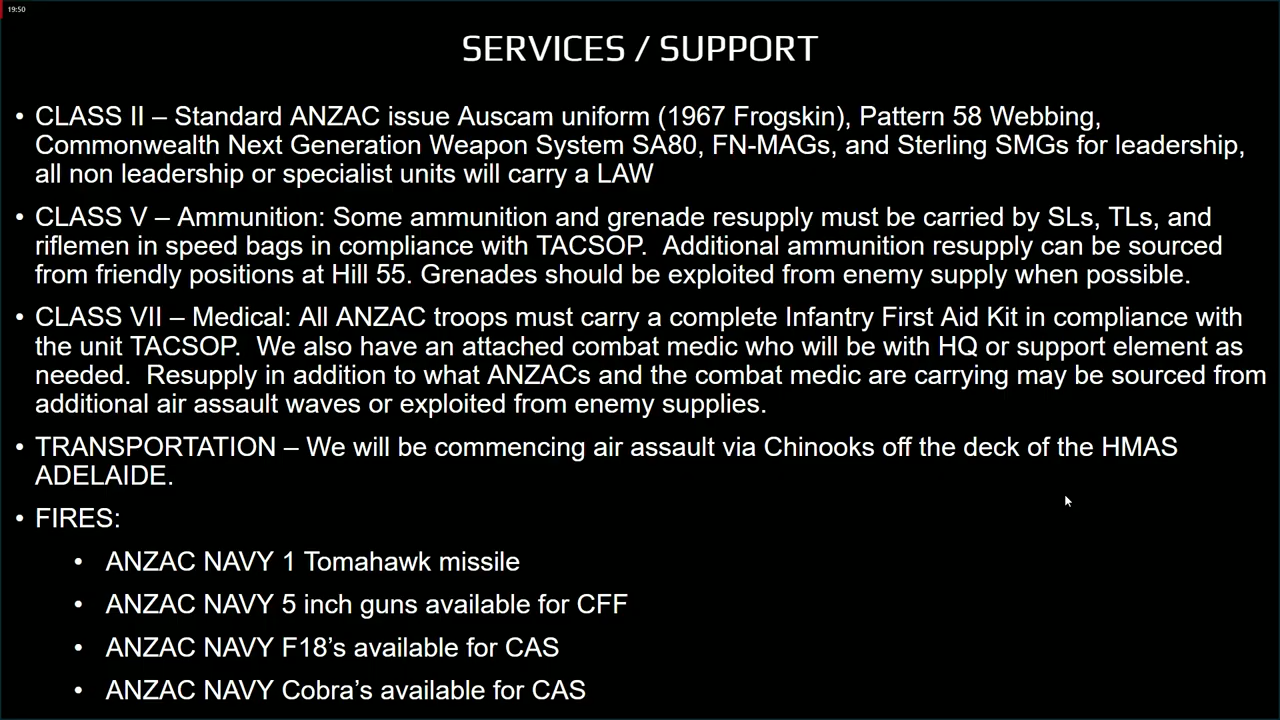 19:50
SERVICES / SUPPORT
• CLASS II – Standard ANZAC issue Auscam uniform (1967 Frogskin), Pattern 58 Webbing,
Commonwealth Next Generation Weapon System SA80, FN-MAGs, and Sterling SMGs for leadership,
all non leadership or specialist units will carry a LAW
• CLASS V – Ammunition: Some ammunition and grenade resupply must be carried by SLs, TLs, and
riflemen in speed bags in compliance with TACSOP.  Additional ammunition resupply can be sourced
from friendly positions at Hill 55. Grenades should be exploited from enemy supply when possible.
• CLASS VII – Medical: All ANZAC troops must carry a complete Infantry First Aid Kit in compliance with
the unit TACSOP.  We also have an attached combat medic who will be with HQ or support element as
needed.  Resupply in addition to what ANZACs and the combat medic are carrying may be sourced from
additional air assault waves or exploited from enemy supplies.
• TRANSPORTATION – We will be commencing air assault via Chinooks off the deck of the HMAS
ADELAIDE.
• FIRES:
• ANZAC NAVY 1 Tomahawk missile
• ANZAC NAVY 5 inch guns available for CFF
• ANZAC NAVY F18’s available for CAS
• ANZAC NAVY Cobra’s available for CAS